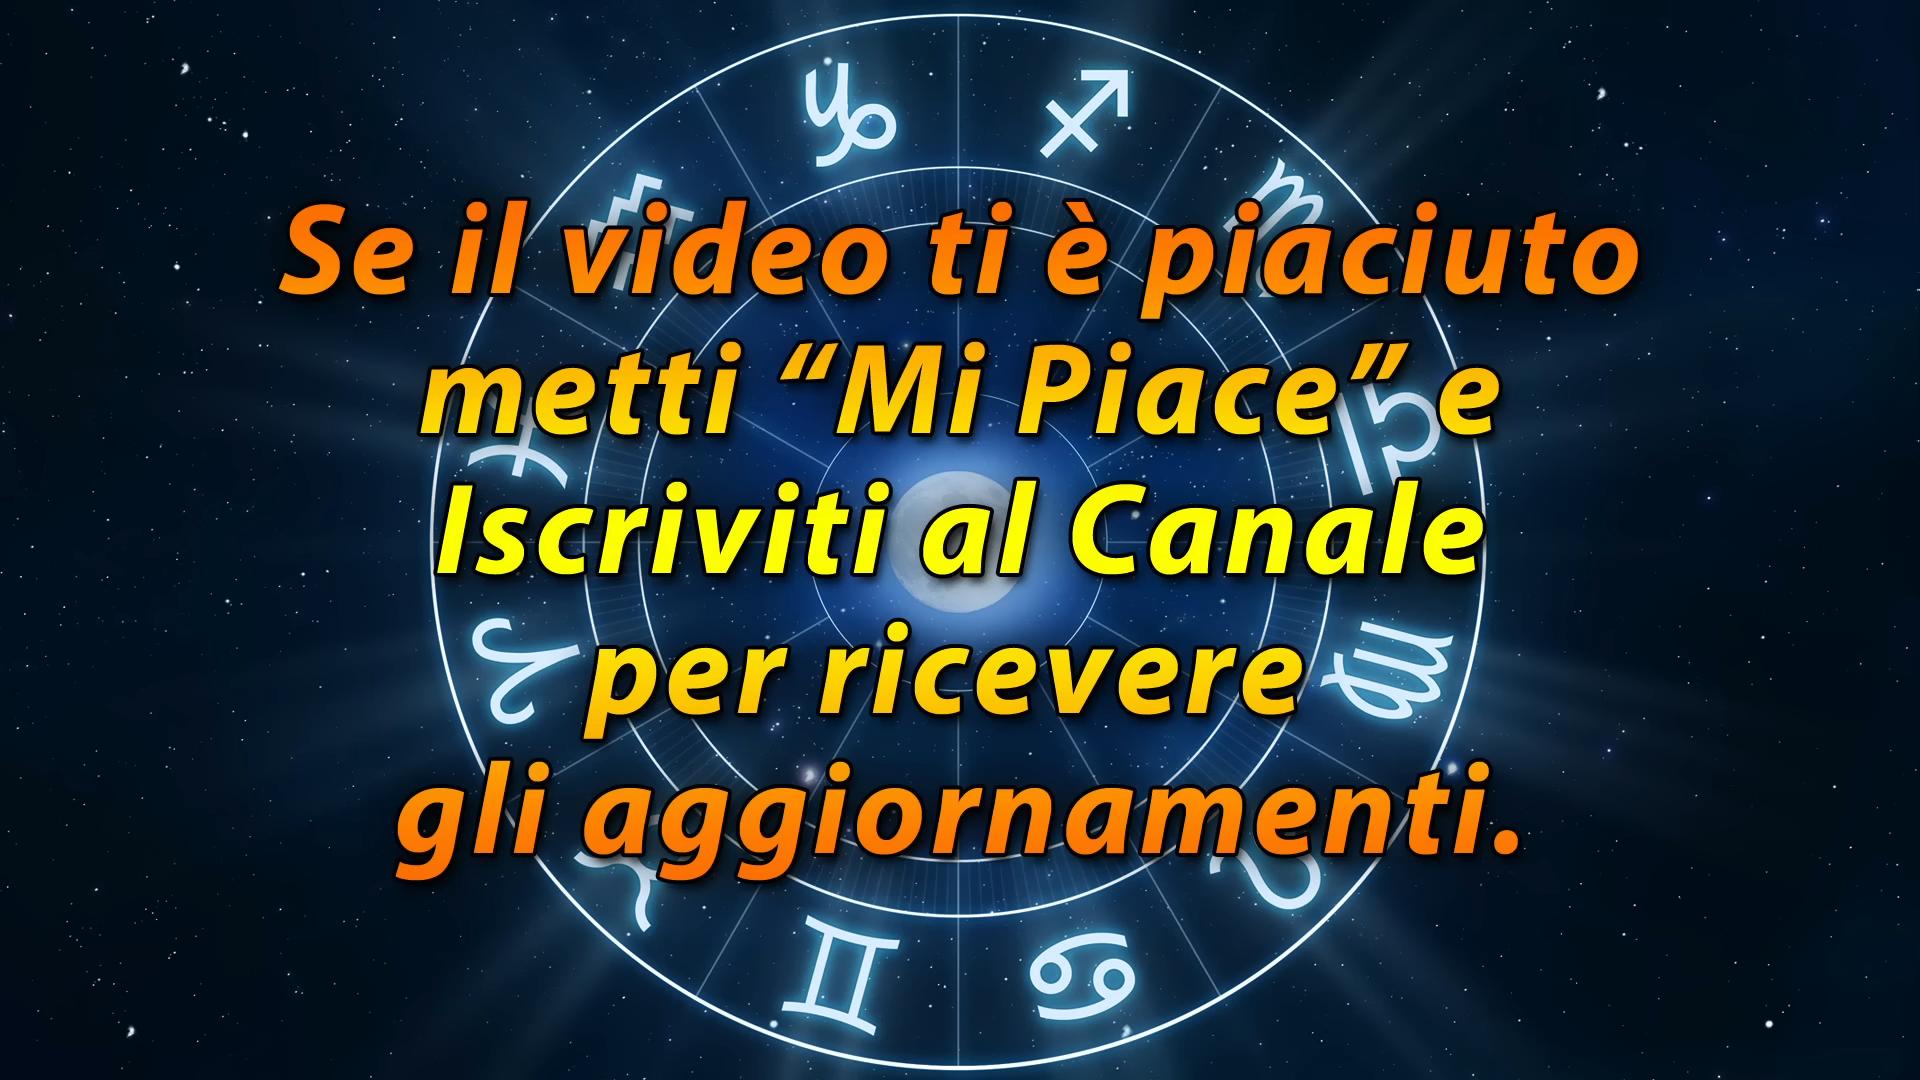 Se il video ti è piaciuto
metti “Mi Piace” e
Iscriviti al Canale
per ricevere
gli aggiornamenti.